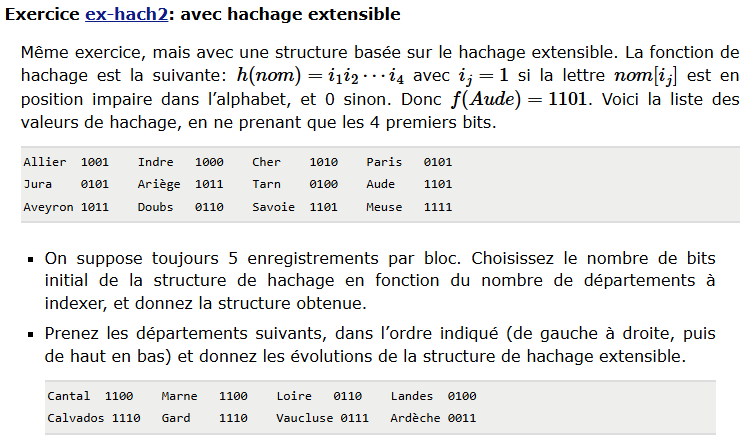 Exercice ex-hach2: avec hachage extensible
Même exercice, mais avec une structure basée sur le hachage extensible. La fonction de
hachage est la suivante: h(nom) = i₁i₂ ⋯ i₄ avec iⱼ = 1 si la lettre nom[iⱼ] est en
position impaire dans l’alphabet, et 0 sinon. Donc f(Aude) = 1101. Voici la liste des
valeurs de hachage, en ne prenant que les 4 premiers bits.
Allier 1001 Indre 1000 Cher 1010 Paris 0101
Jura 0101 Ariège 1011 Tarn 0100 Aude 1101
Aveyron 1011 Doubs 0110 Savoie 1101 Meuse 1111
▪ On suppose toujours 5 enregistrements par bloc. Choisissez le nombre de bits
initial de la structure de hachage en fonction du nombre de départements à
indexer, et donnez la structure obtenue.
▪ Prenez les départements suivants, dans l’ordre indiqué (de gauche à droite, puis
de haut en bas) et donnez les évolutions de la structure de hachage extensible.
Cantal 1100 Marne 1100 Loire 0110 Landes 0100
Calvados 1110 Gard 1110 Vaucluse 0111 Ardèche 0011